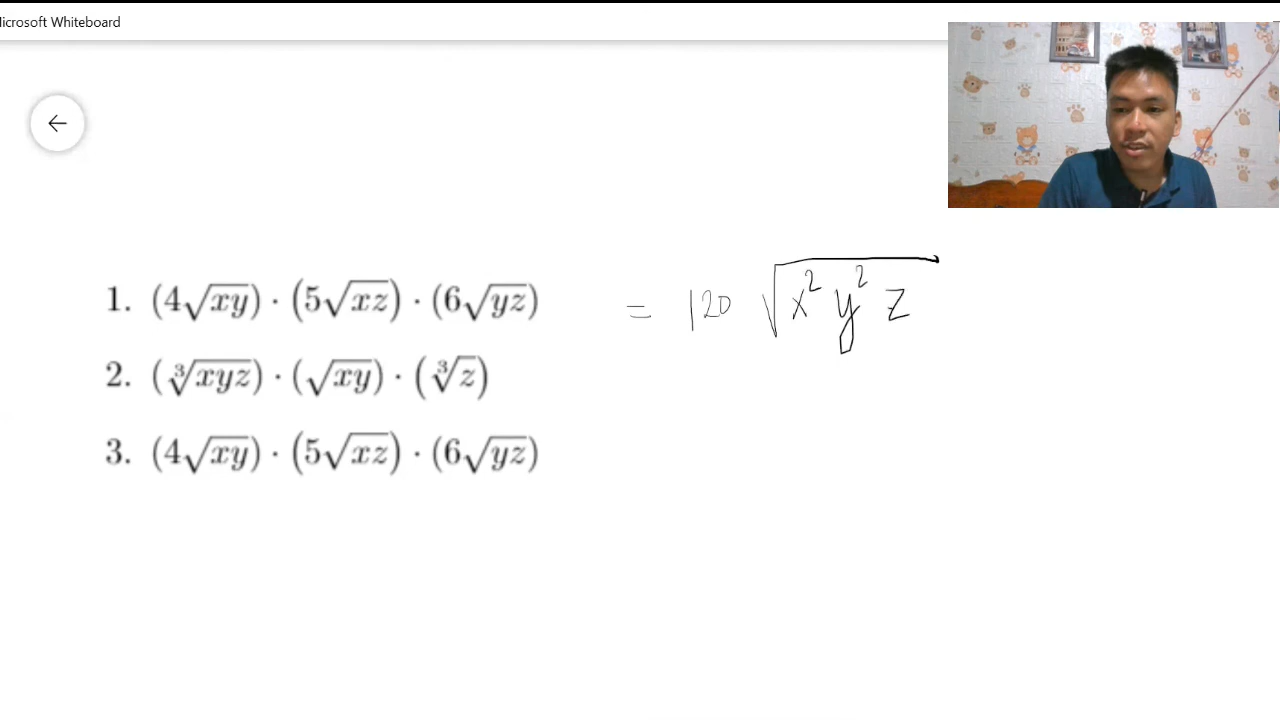 icrosoft Whiteboard
1. (4√xy) · (5√xz) · (6√yz) = 120 √x² y² z
2. (∛xyz) · (√xy) · (∛z)
3. (4√xy) · (5√xz) · (6√yz)